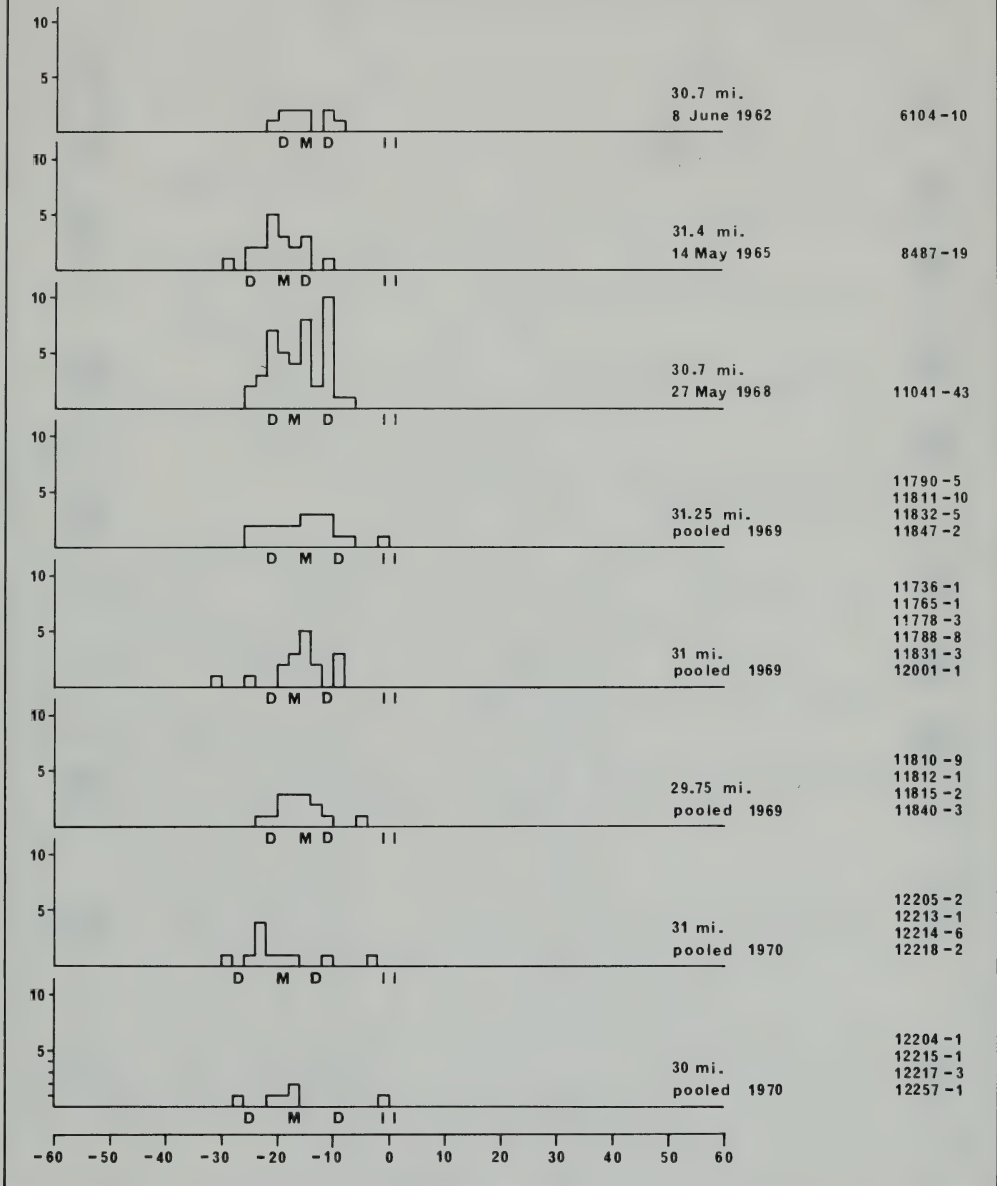 10
5
30.7 mi.
8 June 1962
6104-10
D M D I I
10
5
31.4 mi.
14 May 1965
8487-19
D M D I I
10
5
30.7 mi.
27 May 1968
11041-43
D M D I I
10
5
31.25 mi.
pooled 1969
11790-5
11811-10
11832-5
11847-2
D M D I I
10
5
31 mi.
pooled 1969
11736-1
11765-1
11778-3
11788-8
11831-3
12001-1
D M D I I
10
5
29.75 mi.
pooled 1969
11810-9
11812-1
11815-2
11840-3
D M D I I
10
5
31 mi.
pooled 1970
12205-2
12213-1
12214-6
12218-2
D M D I I
10
5
30 mi.
pooled 1970
12204-1
12215-1
12217-3
12257-1
D M D I I
-60 -50 -40 -30 -20 -10 0 10 20 30 40 50 60